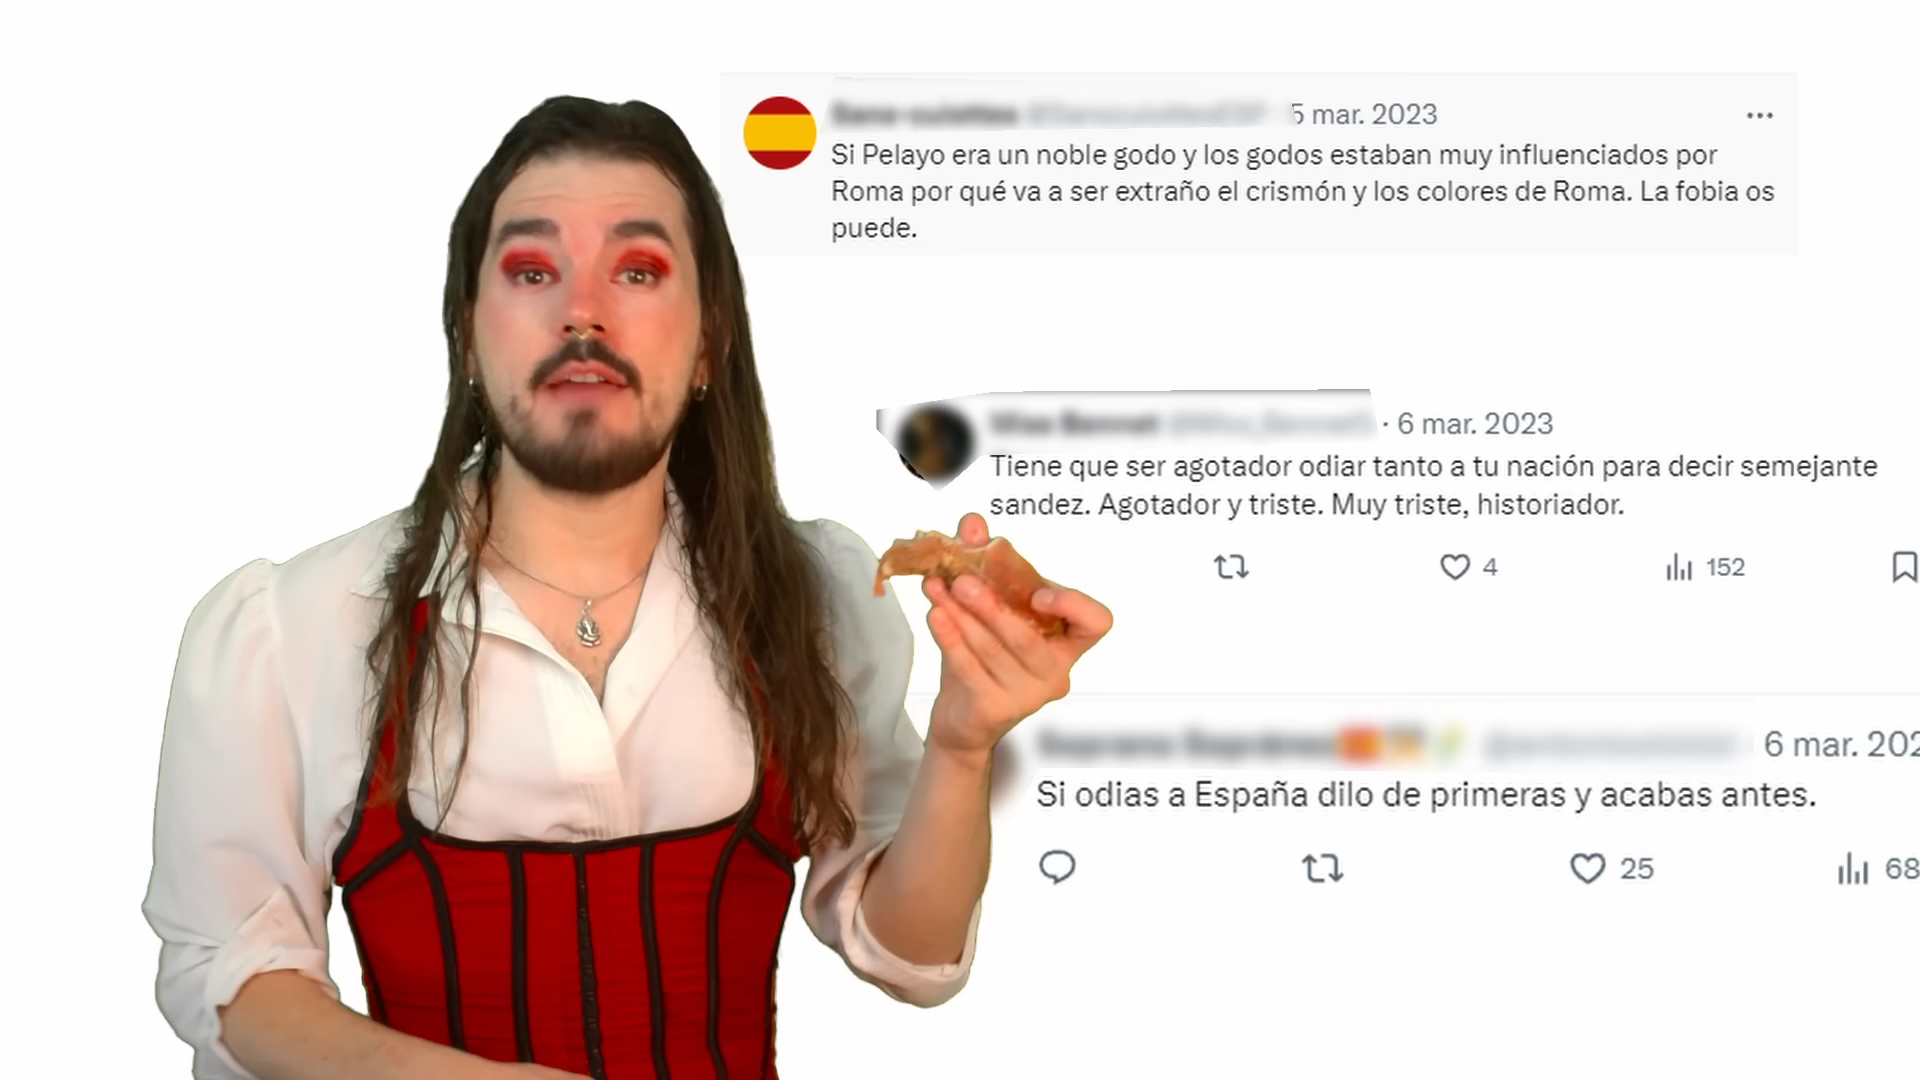 5 mar. 2023
Si Pelayo era un noble godo y los godos estaban muy influenciados por
Roma por qué va a ser extraño el crismón y los colores de Roma. La fobia os
puede.
· 6 mar. 2023
Tiene que ser agotador odiar tanto a tu nación para decir semejante
sandez. Agotador y triste. Muy triste, historiador.
4 152
6 mar. 202
Si odias a España dilo de primeras y acabas antes.
25 68